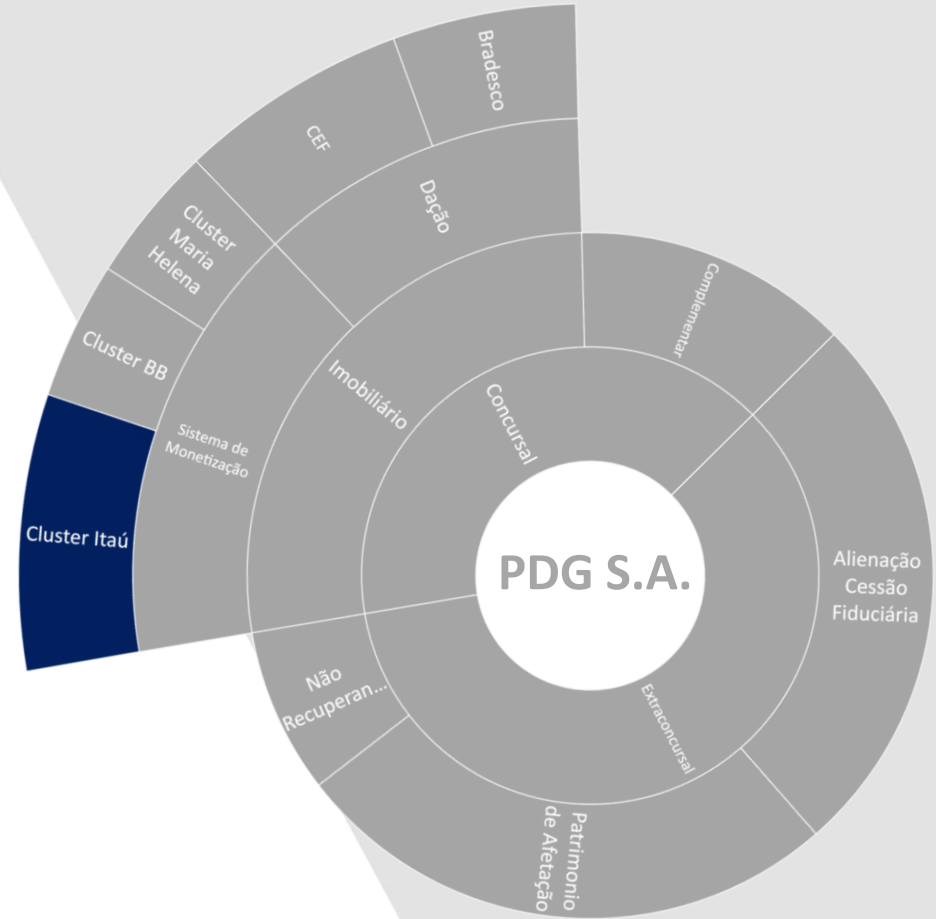 Bradesco
CEF
Dação
Cluster
Maria
Helena
Cluster BB
Sistema de
Monetização
Cluster Itaú
Imobiliário
Concursal
Complementar
PDG S.A.
Alienação
Cessão
Fiduciária
Não
Recuperan...
Extraconcursal
Patrimonio
de Afetação